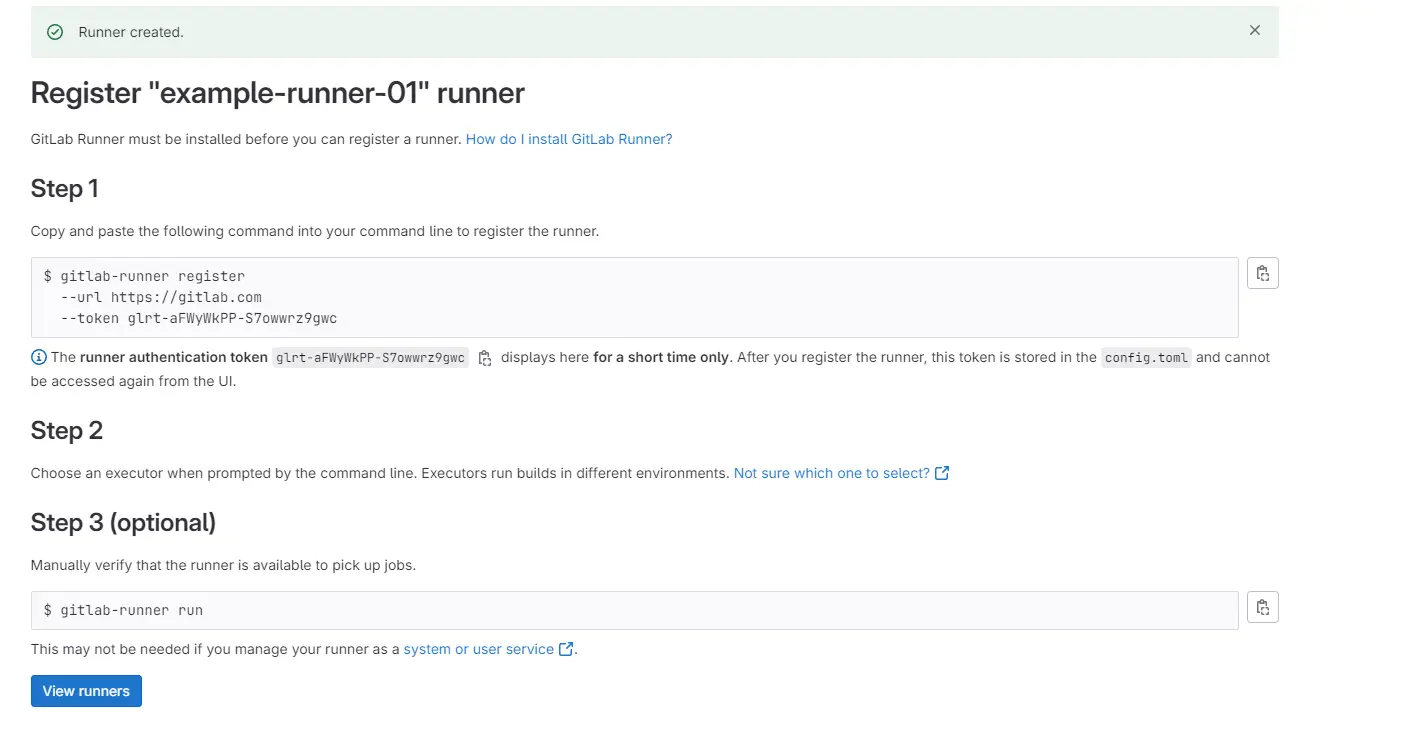 Runner created.
Register "example-runner-01" runner
GitLab Runner must be installed before you can register a runner. How do I install GitLab Runner?
Step 1
Copy and paste the following command into your command line to register the runner.
$ gitlab-runner register
--url https://gitlab.com
--token glrt-aFWyWkPP-S7owwrz9gwc
The runner authentication token glrt-aFWyWkPP-S7owwrz9gwc displays here for a short time only. After you register the runner, this token is stored in the config.toml and cannot
be accessed again from the UI.
Step 2
Choose an executor when prompted by the command line. Executors run builds in different environments. Not sure which one to select?
Step 3 (optional)
Manually verify that the runner is available to pick up jobs.
$ gitlab-runner run
This may not be needed if you manage your runner as a system or user service.
View runners